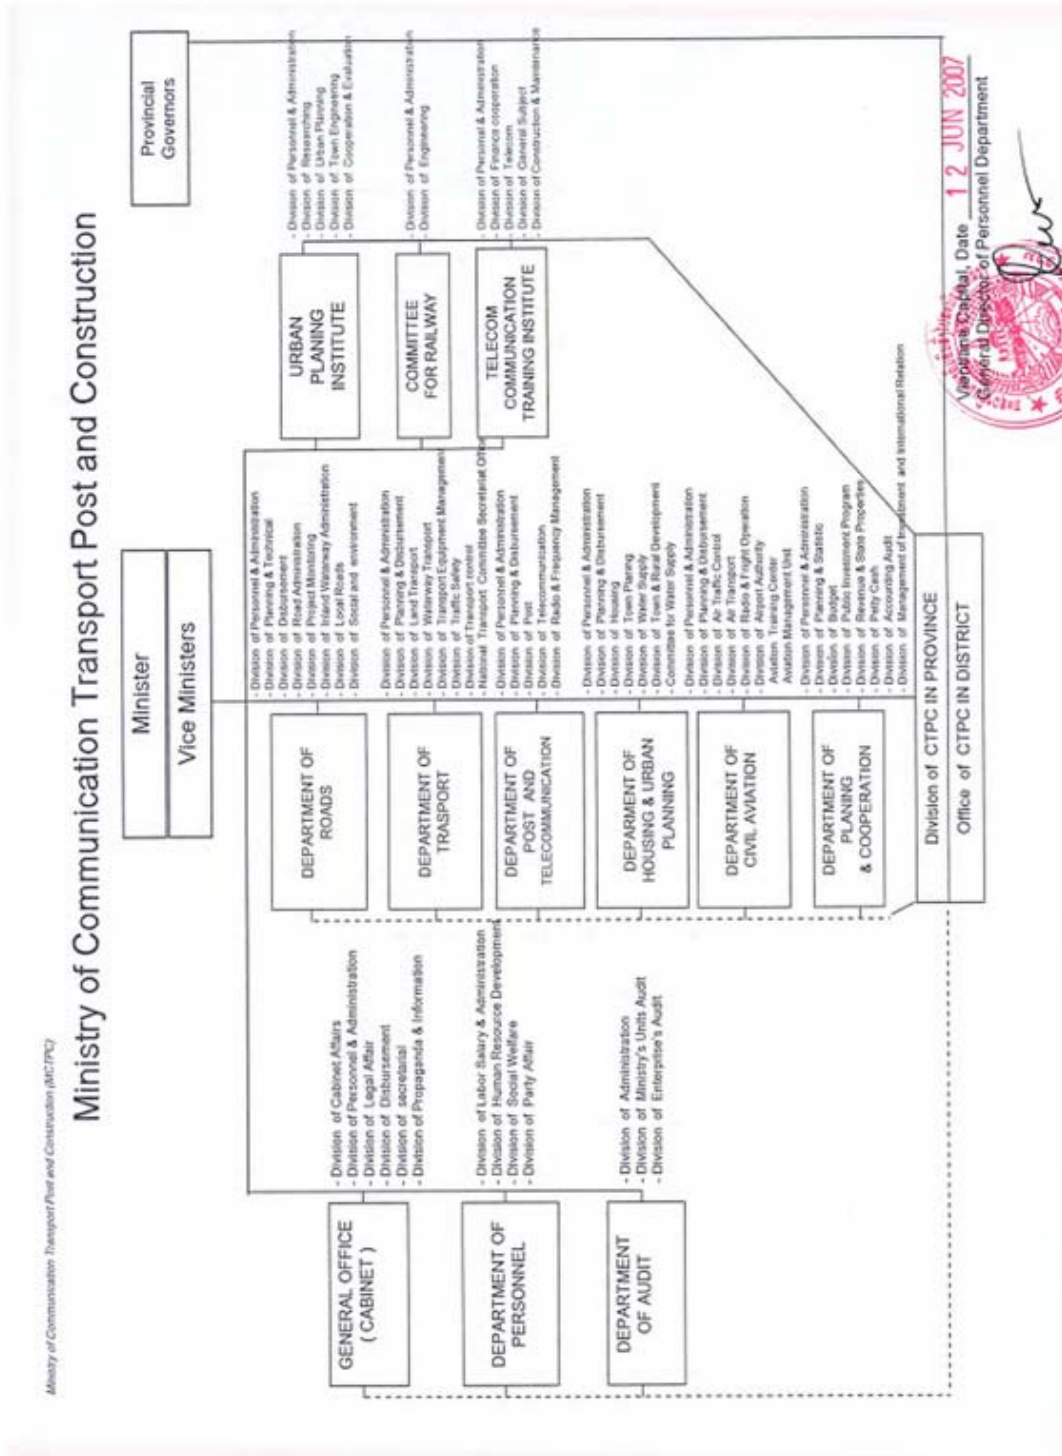 Ministry of Communication Transport Post and Construction (MCTPC)
Ministry of Communication Transport Post and Construction
Minister
Vice Ministers
Provincial
Governors
GENERAL OFFICE
( CABINET )
- Division of Cabinet Affairs
- Division of Personnel & Administration
- Division of Legal Affair
- Division of Disbursement
- Division of secretarial
- Division of Propaganda & Information
DEPARTMENT OF
PERSONNEL
- Division of Labor Salary & Administration
- Division of Human Resource Development
- Division of Social Welfare
- Division of Party Affair
DEPARTMENT
OF AUDIT
- Division of Administration
- Division of Ministry's Units Audit
- Division of Enterprise's Audit
DEPARTMENT OF
ROADS
- Division of Personnel & Administration
- Division of Planning & Technical
- Division of Disbursement
- Division of Road Administration
- Division of Project Monitoring
- Division of Inland Waterway Administration
- Division of Local Roads
- Division of Social and environment
DEPARTMENT OF
TRASPORT
- Division of Personnel & Administration
- Division of Planning & Disbursement
- Division of Land Transport
- Division of Waterway Transport
- Division of Transport Equipment Management
- Division of Traffic Safety
- Division of Transport control
- National Transport Committee Secretariat Office
DEPARTMENT OF
POST AND
TELECOMMUNICATION
- Division of Personnel & Administration
- Division of Planning & Disbursement
- Division of Post
- Division of Telecommunication
- Division of Radio & Frequency Management
DEPARMENT OF
HOUSING & URBAN
PLANNING
- Division of Personnel & Administration
- Division of Planning & Disbursement
- Division of Housing
- Division of Town Planing
- Division of Water Supply
- Division of Town & Rural Development
- Committee for Water Supply
DEPARTMENT OF
CIVIL AVIATION
- Division of Personnel & Administration
- Division of Planning & Disbursement
- Division of Air Traffic Control
- Division of Air Transport
- Division of Radio & Fright Operation
- Division of Airport Authority
Aviation Training Center
Aviation Management Unit
DEPARTMENT OF
PLANING
& COOPERATION
- Division of Personnel & Administration
- Division of Planning & Statistic
- Division of Budget
- Division of Public Investment Program
- Division of Revenue & State Properties
- Division of Petty Cash
- Division of Accounting Audit
- Division of Management of Investment and International Relation
URBAN
PLANING
INSTITUTE
- Division of Personnel & Administration
- Division of Researching
- Division of Urban Planning
- Division of Town Engineering
- Division of Cooperation & Evaluation
COMMITTEE
FOR RAILWAY
- Division of Personnel & Administration
- Division of Engineering
TELECOM
COMMUNICATION
TRAINING INSTITUTE
- Division of Personal & Administration
- Division of Finance cooperation
- Division of Telecom
- Division of General Subject
- Division of Construction & Maintenance
Division of CTPC IN PROVINCE
Office of CTPC IN DISTRICT
Vientiane Capital, Date 12 JUN 2007
General Director of Personnel Department